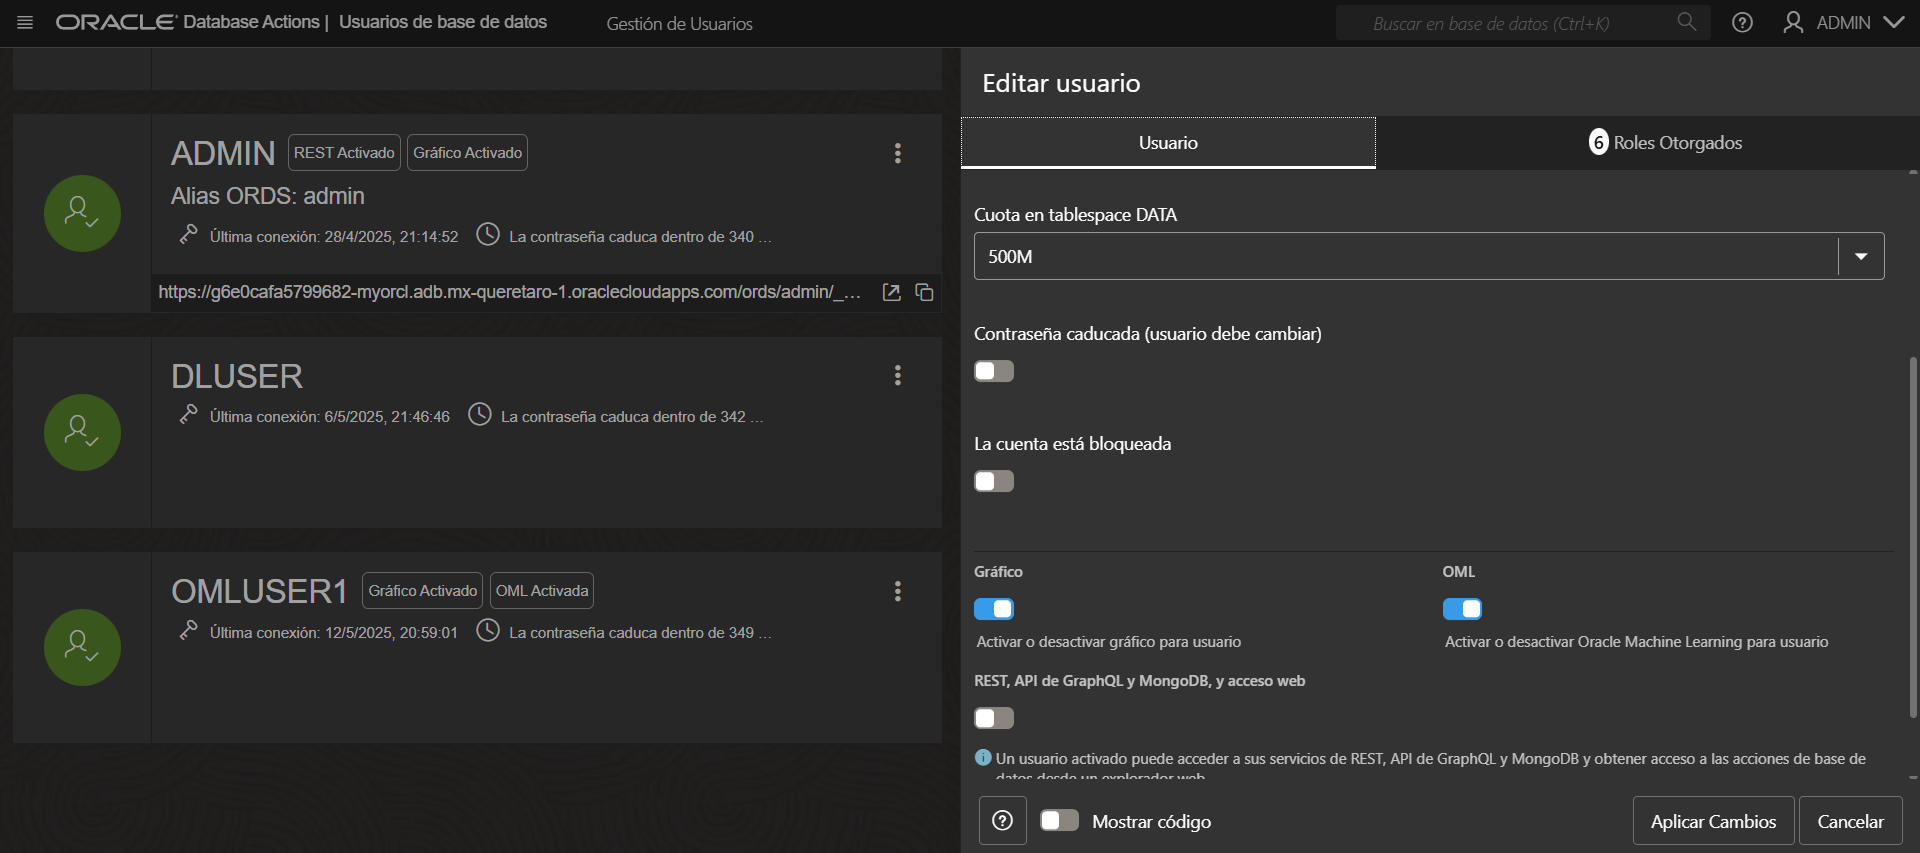 ORACLE Database Actions | Usuarios de base de datos
Gestión de Usuarios
Buscar en base de datos (Ctrl+K)
ADMIN
ADMIN
REST Activado
Gráfico Activado
Alias ORDS: admin
Última conexión: 28/4/2025, 21:14:52
La contraseña caduca dentro de 340 ...
https://g6e0cafa5799682-myorcl.adb.mx-queretaro-1.oraclecloudapps.com/ords/admin/_...
DLUSER
Última conexión: 6/5/2025, 21:46:46
La contraseña caduca dentro de 342 ...
OMLUSER1
Gráfico Activado
OML Activada
Última conexión: 12/5/2025, 20:59:01
La contraseña caduca dentro de 349 ...
Editar usuario
Usuario
6 Roles Otorgados
Cuota en tablespace DATA
500M
Contraseña caducada (usuario debe cambiar)
La cuenta está bloqueada
Gráfico
OML
Activar o desactivar gráfico para usuario
Activar o desactivar Oracle Machine Learning para usuario
REST, API de GraphQL y MongoDB, y acceso web
Un usuario activado puede acceder a sus servicios de REST, API de GraphQL y MongoDB y obtener acceso a las acciones de base de
datos desde un explorador web
Mostrar código
Aplicar Cambios
Cancelar